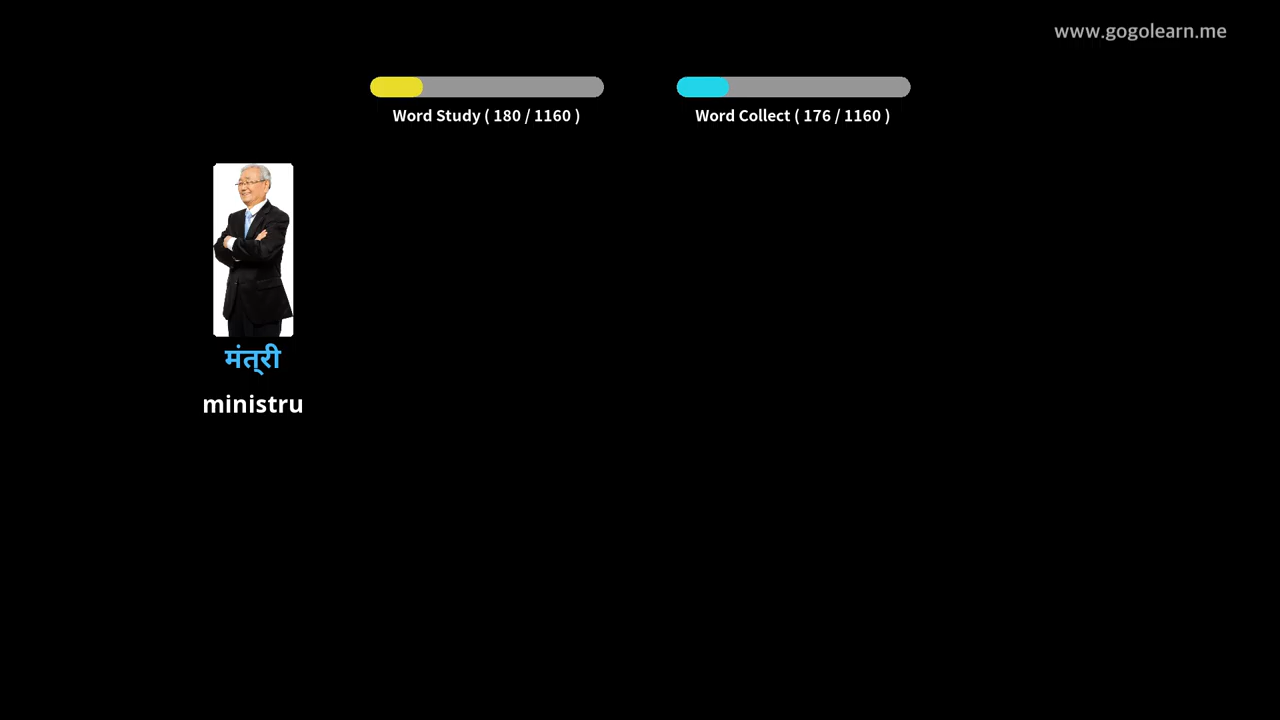 www.gogolearn.me
Word Study ( 180 / 1160 )
Word Collect ( 176 / 1160 )
मंत्री
ministru